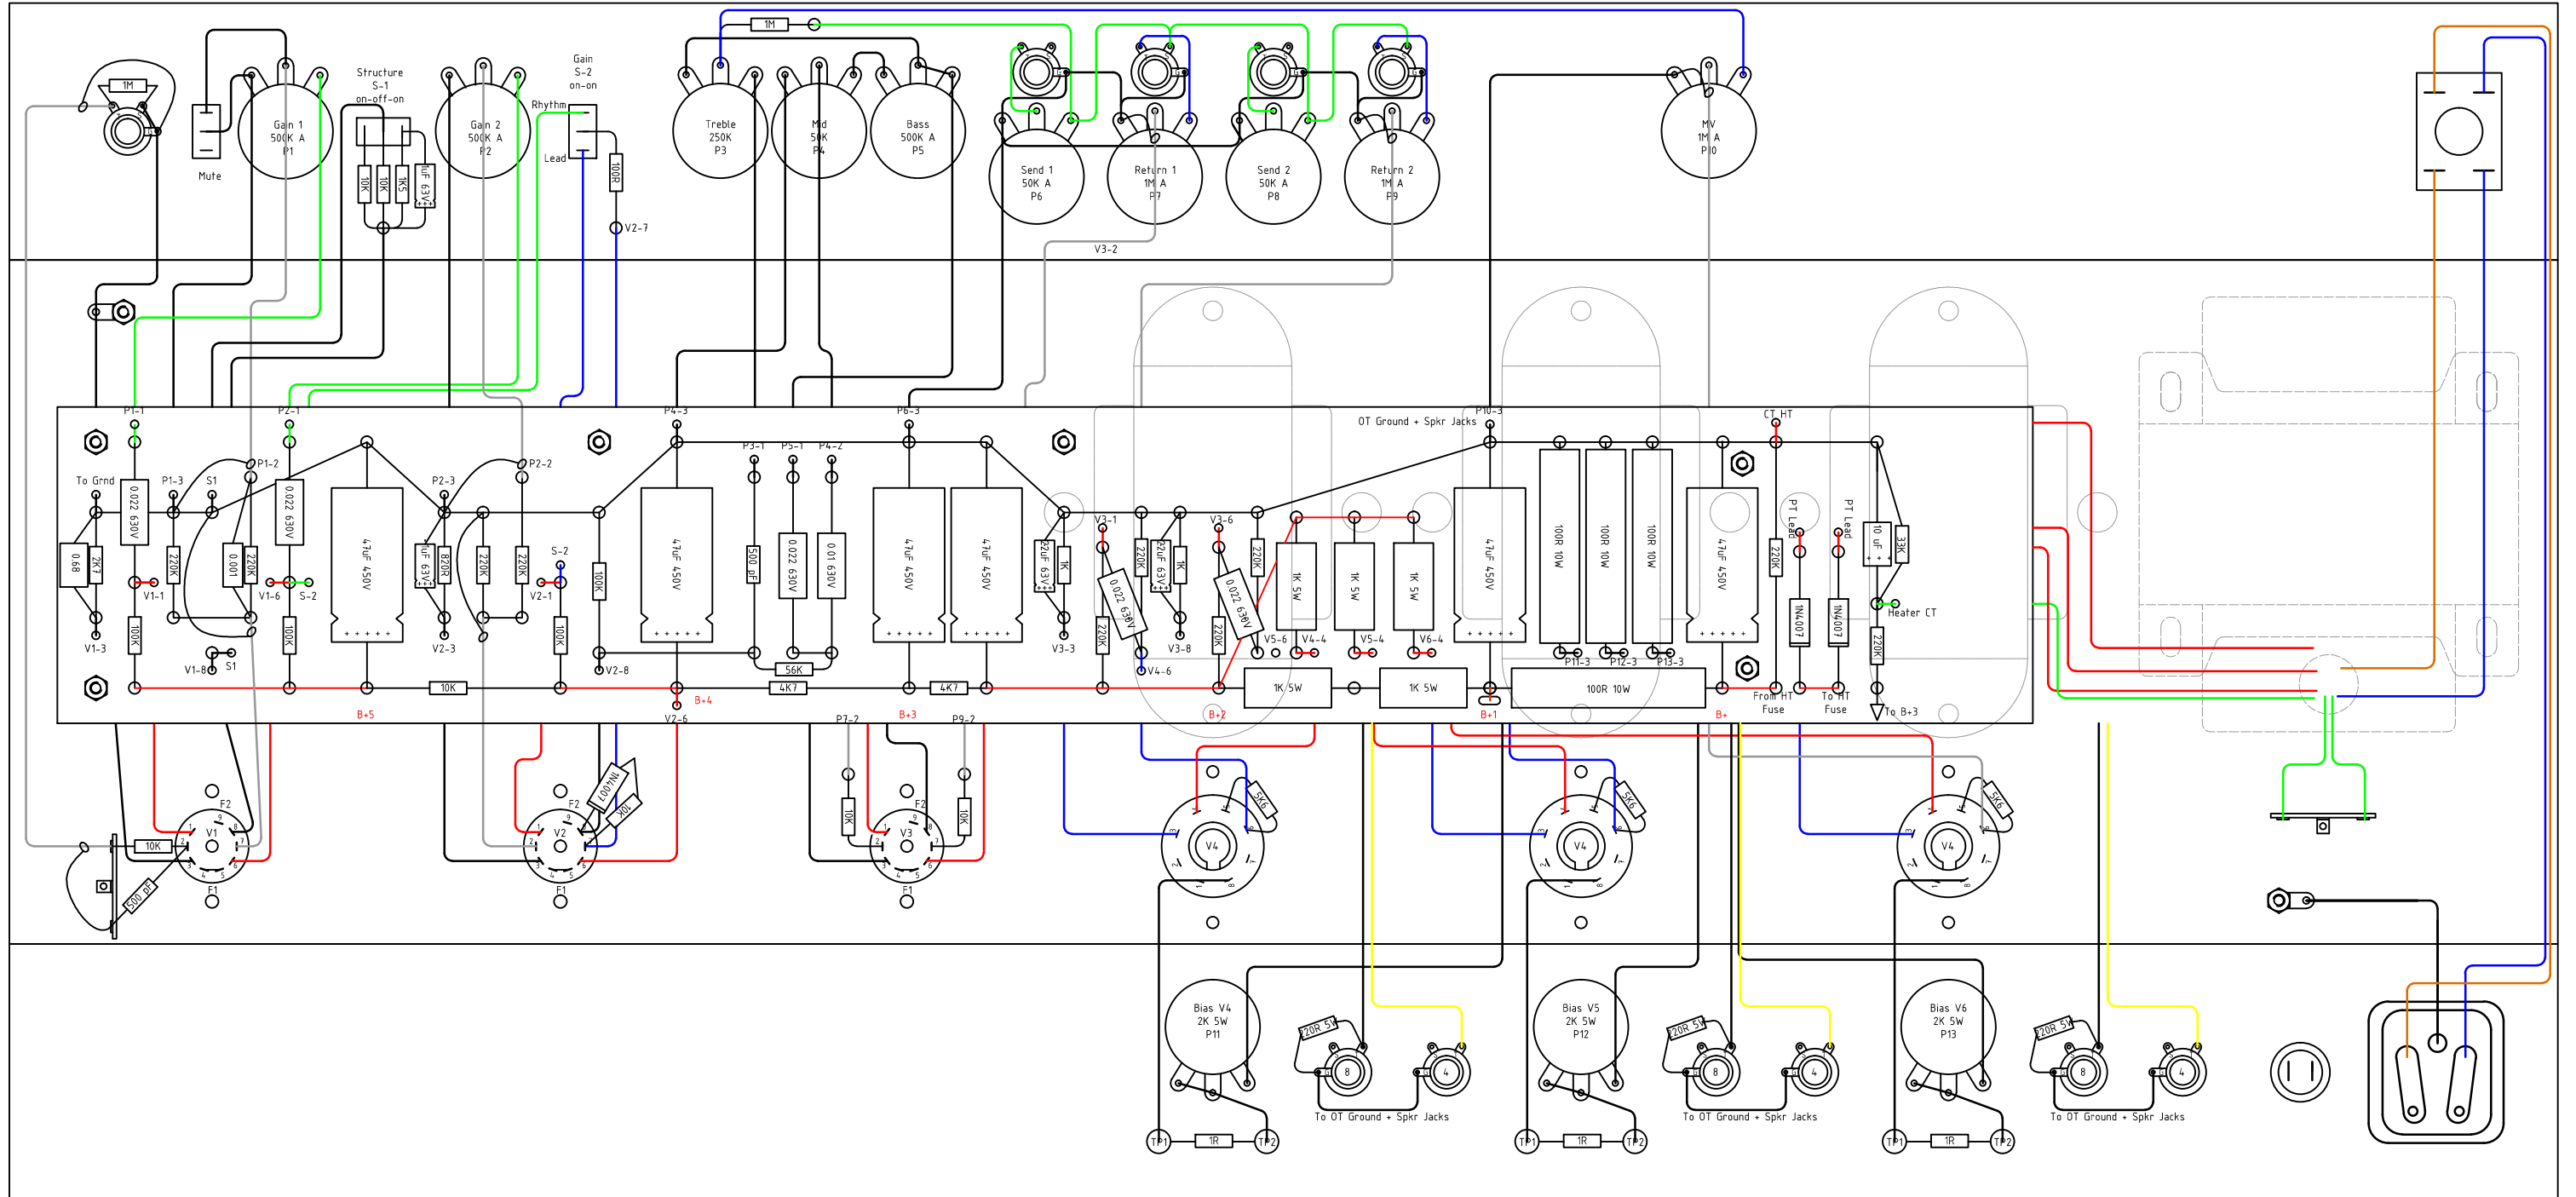 1M
1M
Structure
S-1
on-off-on
Gain
S-2
on-on
Rhythm
Lead
Mute
Gain 1
500K A
P1
10K
10K
1K5
1uF 63V
Gain 2
500K A
P2
100R
V2-7
Treble
250K
P3
Mid
50K
P4
Bass
500K A
P5
Send 1
50K A
P6
Return 1
1M A
P7
Send 2
50K A
P8
Return 2
1M A
P9
V3-2
MV
1M A
P10
P1-1
P2-1
P4-3
P6-3
OT Ground + Spkr Jacks
P10-3
CT HT
To Grnd
P1-3
S1
P1-2
P2-3
P2-2
P3-1
P5-1
P4-2
V3-1
V3-6
PT Lead
PT Lead
0.68
2K7
0.022 630V
220K
0.001
220K
0.022 630V
47uF 450V
1uF 63V
820R
220K
220K
S-2
100K
47uF 450V
500 pF
0.022 630V
0.01 630V
47uF 450V
47uF 450V
22uF 63V
1K
0.022 630V
220K
22uF 63V
1K
0.022 630V
220K
1K 5W
1K 5W
1K 5W
47uF 450V
100R 10W
100R 10W
100R 10W
47uF 450V
220K
1N4007
1N4007
10 uF
33K
V1-1
V1-6
S-2
V2-1
Heater CT
V1-3
100K
V1-8
S1
100K
V2-3
100K
V2-8
56K
V3-3
220K
V3-8
V4-6
220K
V5-6
V4-4
V5-4
V6-4
P11-3
P12-3
P13-3
220K
10K
4K7
4K7
1K 5W
1K 5W
100R 10W
From HT
Fuse
To HT
Fuse
To B+3
B+5
B+4
V2-6
P7-2
B+3
P9-2
B+2
B+1
B+
F2
V1
F1
10K
500 pF
F2
V2
F1
1N4007
10K
10K
F2
V3
F1
10K
V4
5K6
V4
5K6
V4
5K6
Bias V4
2K 5W
P11
220R 5W
8
4
To OT Ground + Spkr Jacks
TP1
1R
TP2
Bias V5
2K 5W
P12
220R 5W
8
4
To OT Ground + Spkr Jacks
TP1
1R
TP2
Bias V6
2K 5W
P13
220R 5W
8
4
To OT Ground + Spkr Jacks
TP1
1R
TP2